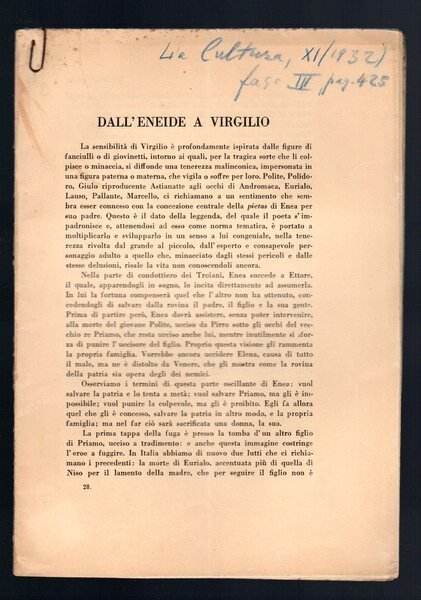 La Cultura, XI (1932)
fasc. IV pag. 425
DALL'ENEIDE A VIRGILIO
La sensibilità di Virgilio è profondamente ispirata dalle figure di
fanciulli o di giovinetti, intorno ai quali, per la tragica sorte che li col-
pisce o minaccia, si diffonde una tenerezza malinconica, impersonata in
una figura paterna o materna, che vigila o soffre per loro. Polite, Polido-
ro, Giulo riproducente Astianatte agli occhi di Andromaca, Eurialo,
Lauso, Pallante, Marcello, ci richiamano a un sentimento che sem-
bra esser connesso con la concezione centrale della pietas di Enea per
suo padre. Questo è il dato della leggenda, del quale il poeta s'im-
padronisce e, attenendosi ad esso come norma tematica, è portato a
moltiplicarlo e svilupparlo in un senso a lui congeniale, nella tene-
rezza rivolta dal grande al piccolo, dall'esperto e consapevole per-
sonaggio adulto a quello che, minacciato dagli stessi pericoli e dalle
stesse delusioni, risale la vita non conoscendoli ancora.
Nella parte di condottiero dei Troiani, Enea succede a Ettore,
il quale, apparendogli in sogno, lo incita direttamente ad assumerla.
In lui la fortuna compenserà quel che l'altro non ha ottenuto, con-
cedendogli di salvare dalla rovina il padre, il figlio e la sua gente.
Prima di partire però, Enea dovrà assistere, senza poter intervenire,
alla morte del giovane Polite, ucciso da Pirro sotto gli occhi del vec-
chio re Priamo, che resta ucciso anche lui, mentre inutilmente si sfor-
za di punire l'uccisore del figlio. Proprio questa visione gli rammenta
la propria famiglia. Vorrebbe ancora uccidere Elena, causa di tutto
il male, ma ne è distolto da Venere, che gli mostra come la rovina
della patria sia opera degli dei nemici.
Osserviamo i termini di questa parte oscillante di Enea: vuol
salvare la patria e lo tenta a metà; vuol salvare Priamo, ma gli è im-
possibile; vuol punire la colpevole, ma gli è proibito. Egli fa allora
quel che gli è concesso, salvare la patria in altro modo, e la propria
famiglia; ma nel far ciò sarà sacrificata una donna, la sua.
La prima tappa della fuga è presso la tomba d'un altro figlio
di Priamo, ucciso a tradimento: e anche questa immagine costringe
l'eroe a fuggire. In Italia abbiamo di nuovo due lutti che ci richia-
mano i precedenti: la morte di Eurialo, accentuata più di quella di
Niso per il lamento della madre, che per seguire il figlio non è
28.